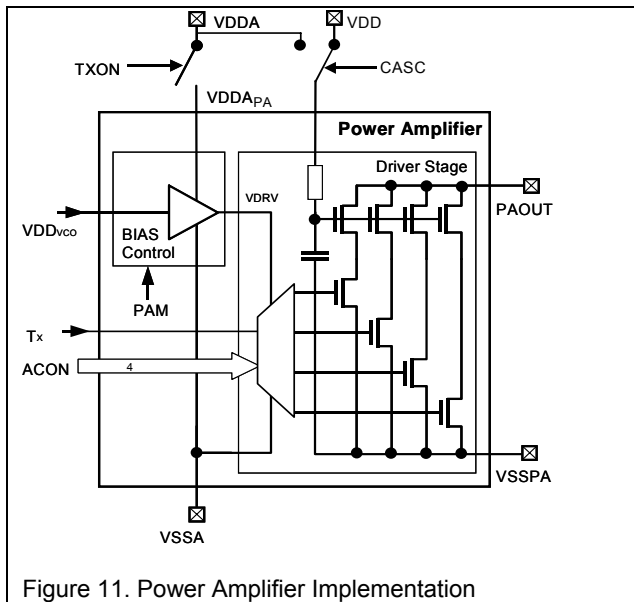 VDDA
VDD
TXON
CASC
VDDAPA
Power Amplifier
Driver Stage
PAOUT
VDRV
VDDVCO
BIAS
Control
PAM
Tx
ACON
4
VSSPA
VSSA
Figure 11. Power Amplifier Implementation